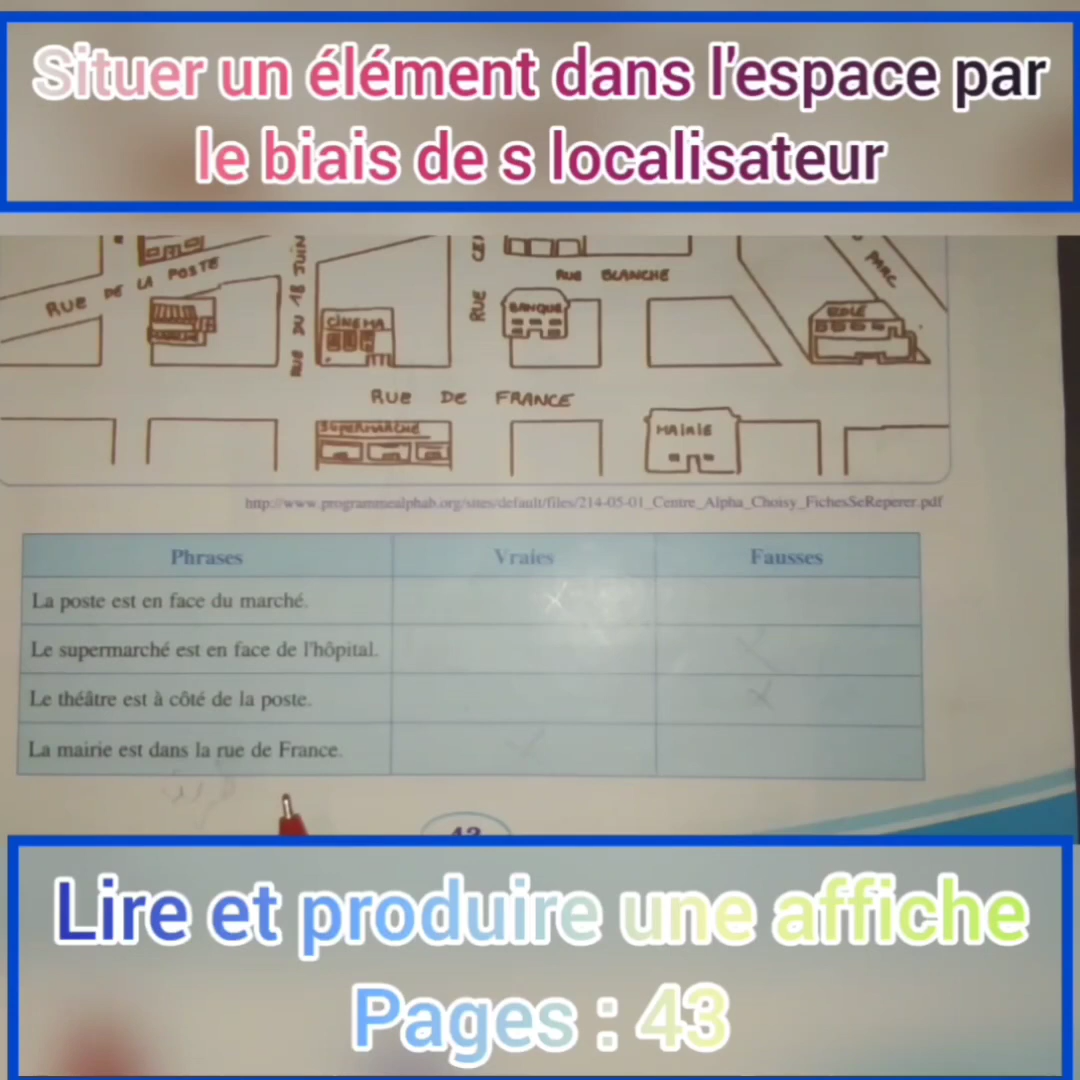 Situer un élément dans l'espace par
le biais de s localisateur
RUE DE LA POSTE
RUE DU 18 JUIN
CINEMA
RUE
BANQUE
RUE BLANCHE
PARC
RUE DE FRANCE
SUPERMARCHE
MAIRIE
http://www.programmealphab.org/sites/default/files/214-05-01_Centre_Alpha_Choisy_FichesSeReperer.pdf
Phrases Vraies Fausses
La poste est en face du marché.
Le supermarché est en face de l'hôpital.
Le théâtre est à côté de la poste.
La mairie est dans la rue de France.
Lire et produire une affiche
Pages : 43